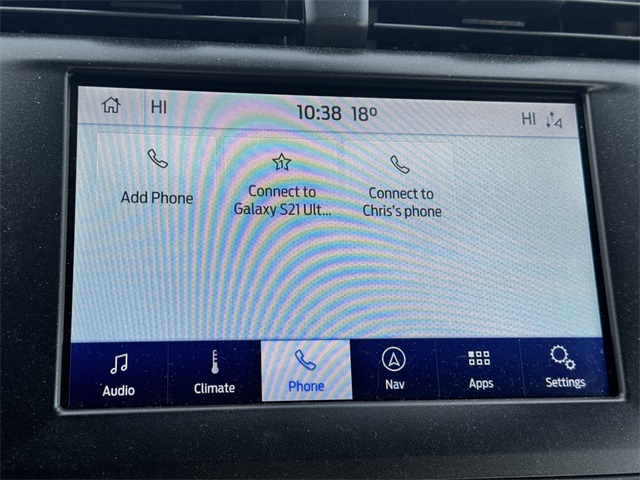 HI 10:38 18° HI
Add Phone
1
Connect to
Galaxy S21 Ult...
Connect to
Chris's phone
Audio Climate Phone Nav Apps Settings